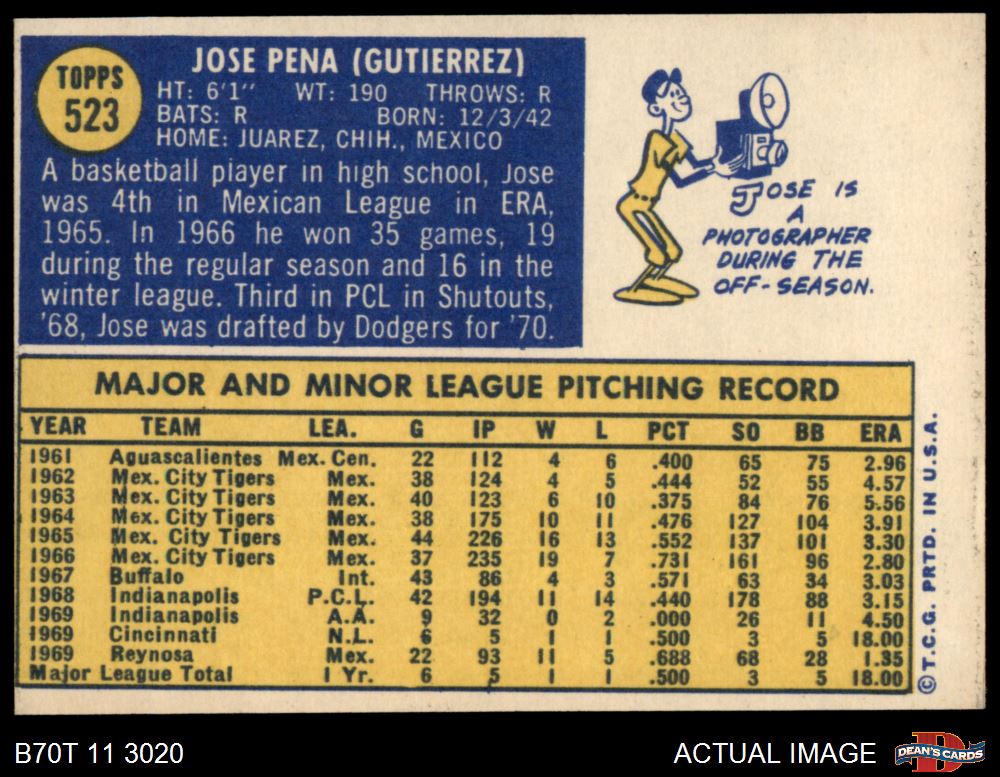 TOPPS
523
JOSE PENA (GUTIERREZ)
HT: 6'1" WT: 190 THROWS: R
BATS: R BORN: 12/3/42
HOME: JUAREZ, CHIH., MEXICO
A basketball player in high school, Jose
was 4th in Mexican League in ERA,
1965. In 1966 he won 35 games, 19
during the regular season and 16 in the
winter league. Third in PCL in Shutouts,
'68, Jose was drafted by Dodgers for '70.
JOSE IS
A
PHOTOGRAPHER
DURING THE
OFF-SEASON.
MAJOR AND MINOR LEAGUE PITCHING RECORD
YEAR TEAM LEA. G IP W L PCT SO BB ERA
1961 Aguascalientes Mex. Cen. 22 112 4 6 .400 65 75 2.96
1962 Mex. City Tigers Mex. 38 124 4 5 .444 52 55 4.57
1963 Mex. City Tigers Mex. 40 123 6 10 .375 84 76 5.56
1964 Mex. City Tigers Mex. 38 175 10 11 .476 127 104 3.91
1965 Mex. City Tigers Mex. 44 226 16 13 .552 137 101 3.30
1966 Mex. City Tigers Mex. 37 235 19 7 .731 161 96 2.80
1967 Buffalo Int. 43 86 4 3 .571 63 34 3.03
1968 Indianapolis P.C.L. 42 194 11 14 .440 178 88 3.15
1969 Indianapolis A.A. 9 32 0 2 .000 26 11 4.50
1969 Cincinnati N.L. 6 5 1 1 .500 3 5 18.00
1969 Reynosa Mex. 22 93 11 5 .688 68 28 1.35
Major League Total 1 Yr. 6 5 1 1 .500 3 5 18.00
© T.C.G. PRTD. IN U.S.A.
B70T 11 3020
ACTUAL IMAGE
D
DEAN'S CARDS